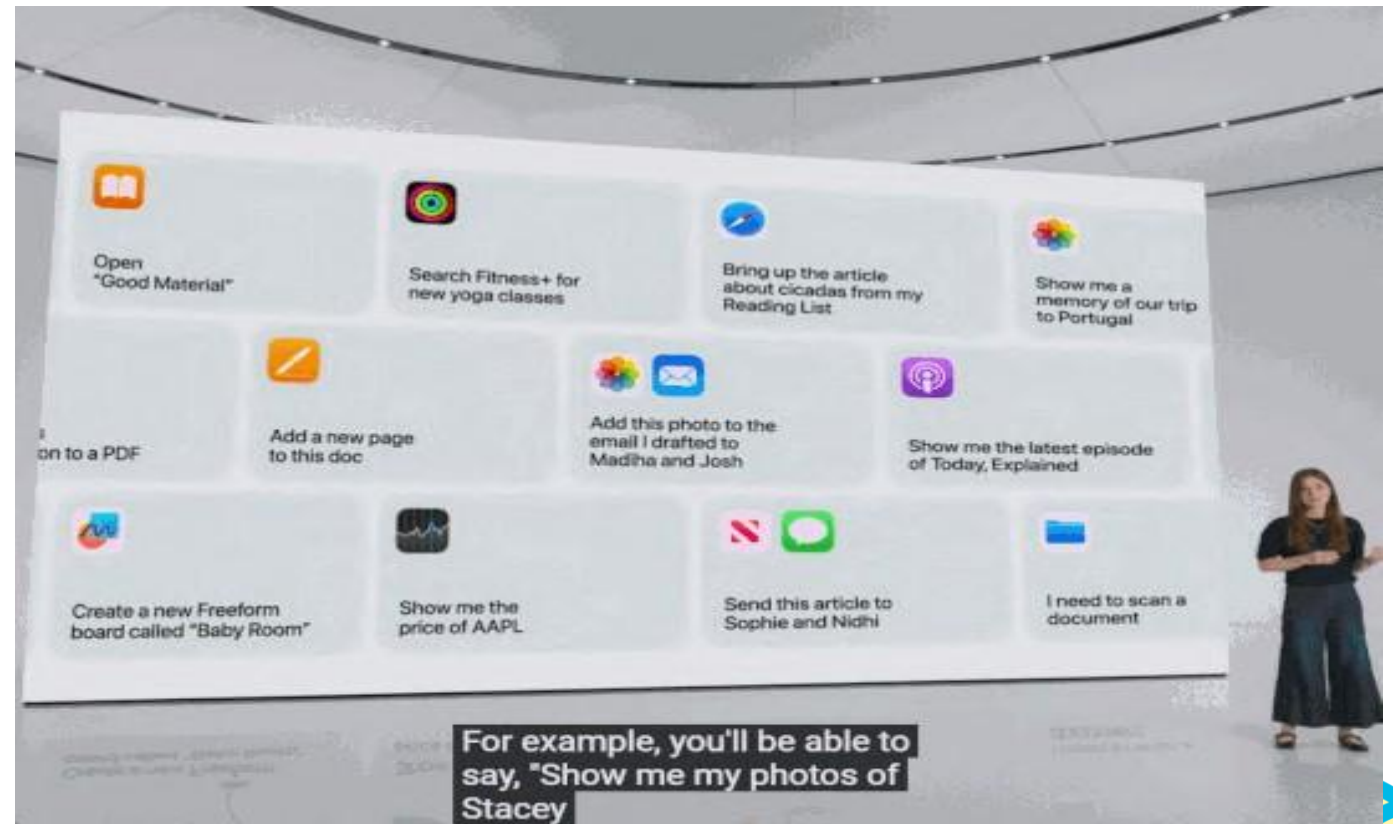 Open
"Good Material"
Search Fitness+ for
new yoga classes
Bring up the article
about cicadas from my
Reading List
Show me a
memory of our trip
to Portugal
on to a PDF
Add a new page
to this doc
Add this photo to the
email I drafted to
Madiha and Josh
Show me the latest episode
of Today, Explained
Create a new Freeform
board called "Baby Room"
Show me the
price of AAPL
Send this article to
Sophie and Nidhi
I need to scan a
document
For example, you'll be able to
say, "Show me my photos of
Stacey